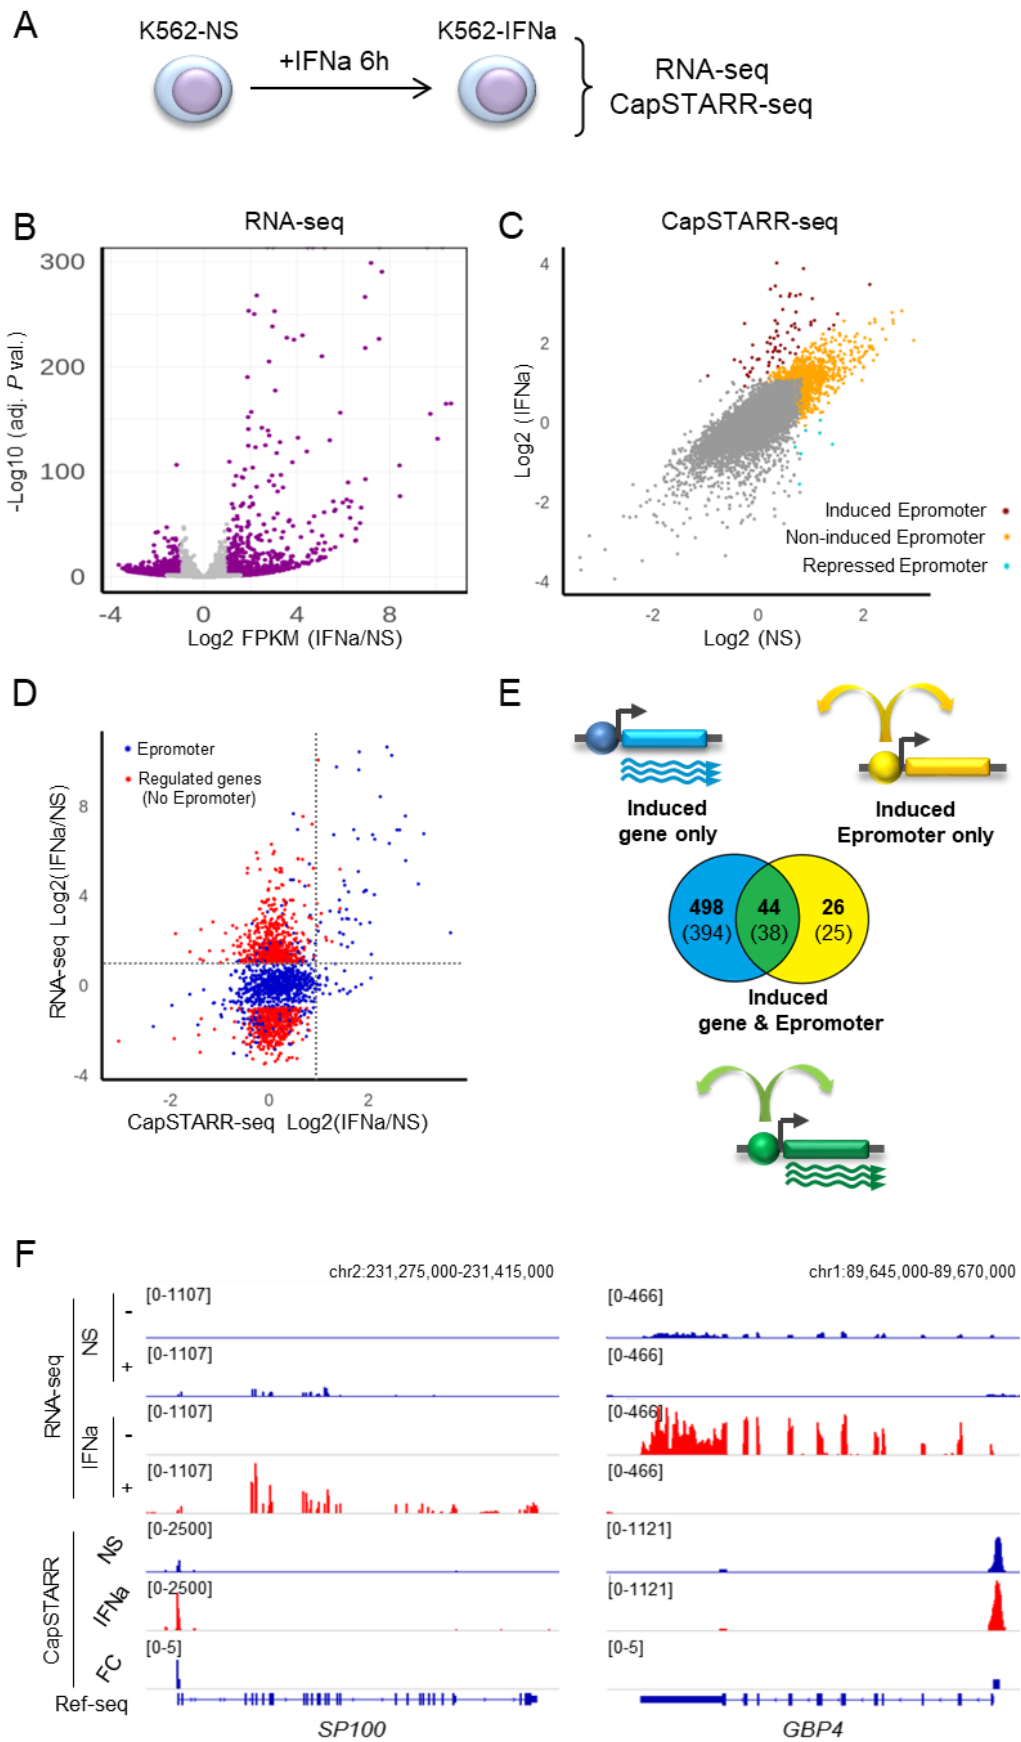 A
K562-NS
+IFNa 6h
K562-IFNa
RNA-seq
CapSTARR-seq
B
RNA-seq
-Log10 (adj. P val.)
300
200
100
0
-4
0
4
8
Log2 FPKM (IFNa/NS)
C
CapSTARR-seq
Log2 (IFNa)
4
2
0
-2
-4
Induced Epromoter
Non-induced Epromoter
Repressed Epromoter
-2
0
2
Log2 (NS)
D
RNA-seq Log2(IFNa/NS)
Epromoter
Regulated genes
(No Epromoter)
8
4
0
-4
-2
0
2
CapSTARR-seq Log2(IFNa/NS)
E
Induced
gene only
Induced
Epromoter only
498
(394)
44
(38)
26
(25)
Induced
gene & Epromoter
F
chr2:231,275,000-231,415,000
chr1:89,645,000-89,670,000
RNA-seq
NS
-
[0-1107]
[0-466]
+
[0-1107]
[0-466]
IFNa
-
[0-1107]
[0-466]
+
[0-1107]
[0-466]
CapSTARR
NS
[0-2500]
[0-1121]
IFNa
[0-2500]
[0-1121]
FC
[0-5]
[0-5]
Ref-seq
SP100
GBP4